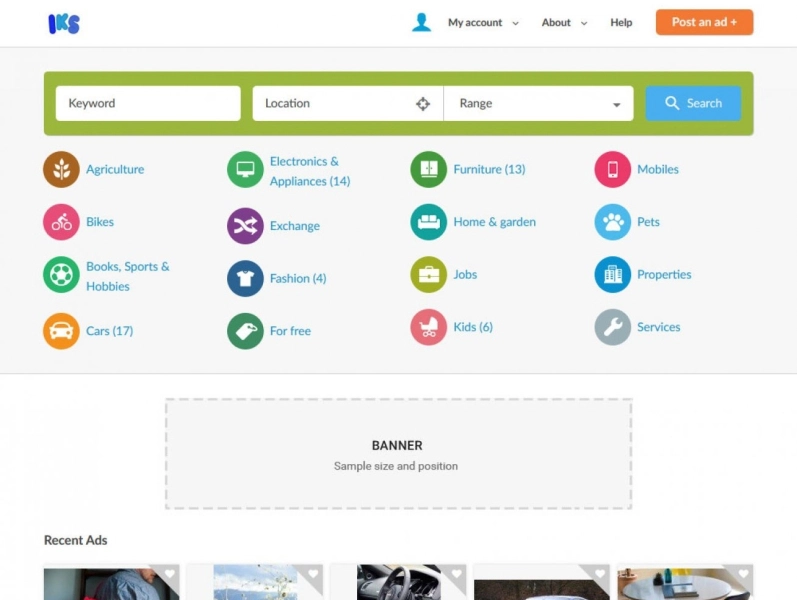 IKS
My account
About
Help
Post an ad +
Keyword
Location
Range
Search
Agriculture
Electronics &
Appliances (14)
Furniture (13)
Mobiles
Bikes
Exchange
Home & garden
Pets
Books, Sports &
Hobbies
Fashion (4)
Jobs
Properties
Cars (17)
For free
Kids (6)
Services
BANNER
Sample size and position
Recent Ads